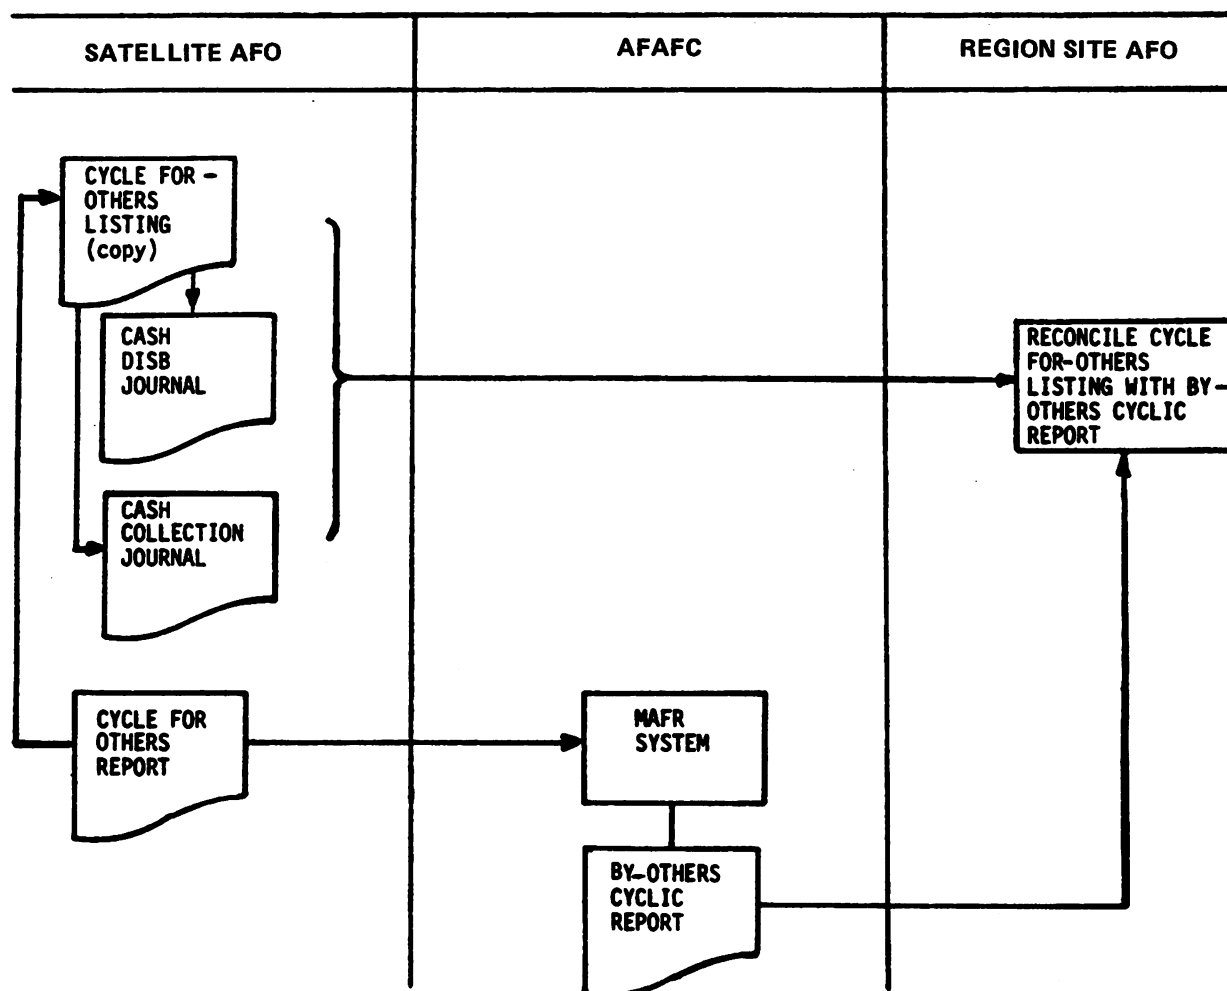 SATELLITE AFO
AFAFC
REGION SITE AFO
CYCLE FOR-
OTHERS
LISTING
(copy)
CASH
DISB
JOURNAL
CASH
COLLECTION
JOURNAL
CYCLE FOR
OTHERS
REPORT
MAFR
SYSTEM
BY-OTHERS
CYCLIC
REPORT
RECONCILE CYCLE
FOR-OTHERS
LISTING WITH BY-
OTHERS CYCLIC
REPORT